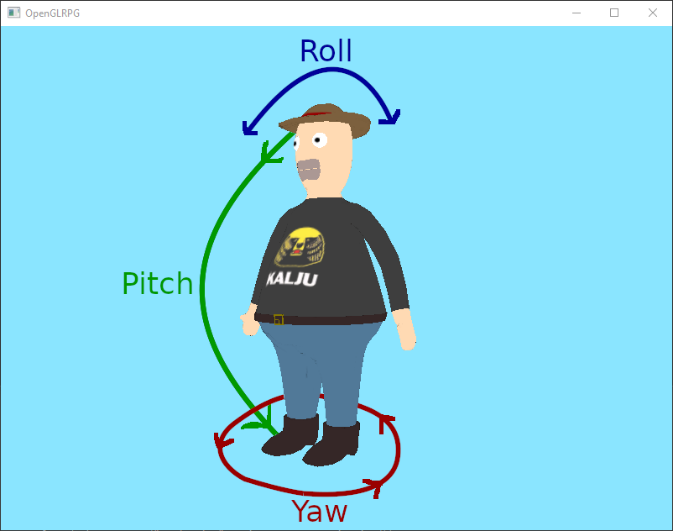 OpenGLRPG
Roll
Pitch
KALJU
Yaw